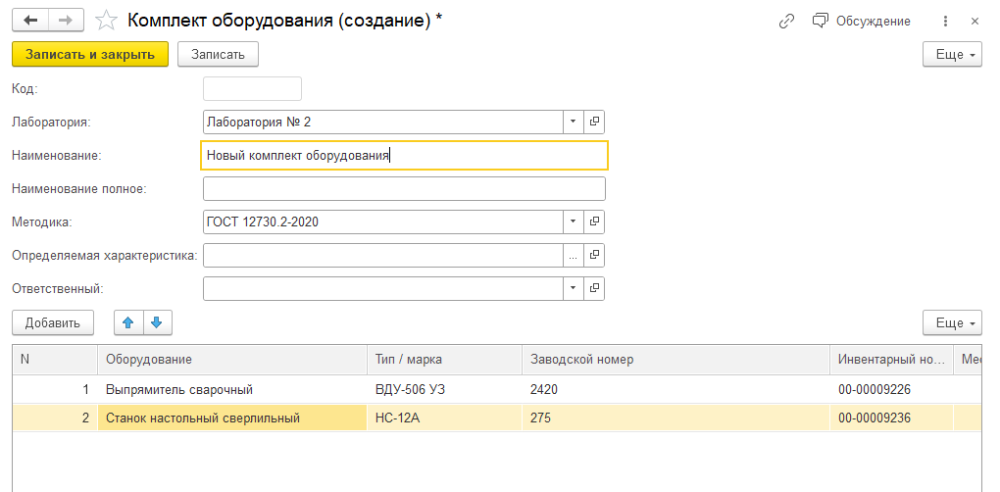 Комплект оборудования (создание) *
Обсуждение
Записать и закрыть Записать Еще
Код:
Лаборатория: Лаборатория № 2
Наименование: Новый комплект оборудования
Наименование полное:
Методика: ГОСТ 12730.2-2020
Определяемая характеристика: ...
Ответственный:
Добавить Еще
N Оборудование Тип / марка Заводской номер Инвентарный но... Мес
1 Выпрямитель сварочный ВДУ-506 УЗ 2420 00-00009226
2 Станок настольный сверлильный НС-12А 275 00-00009236